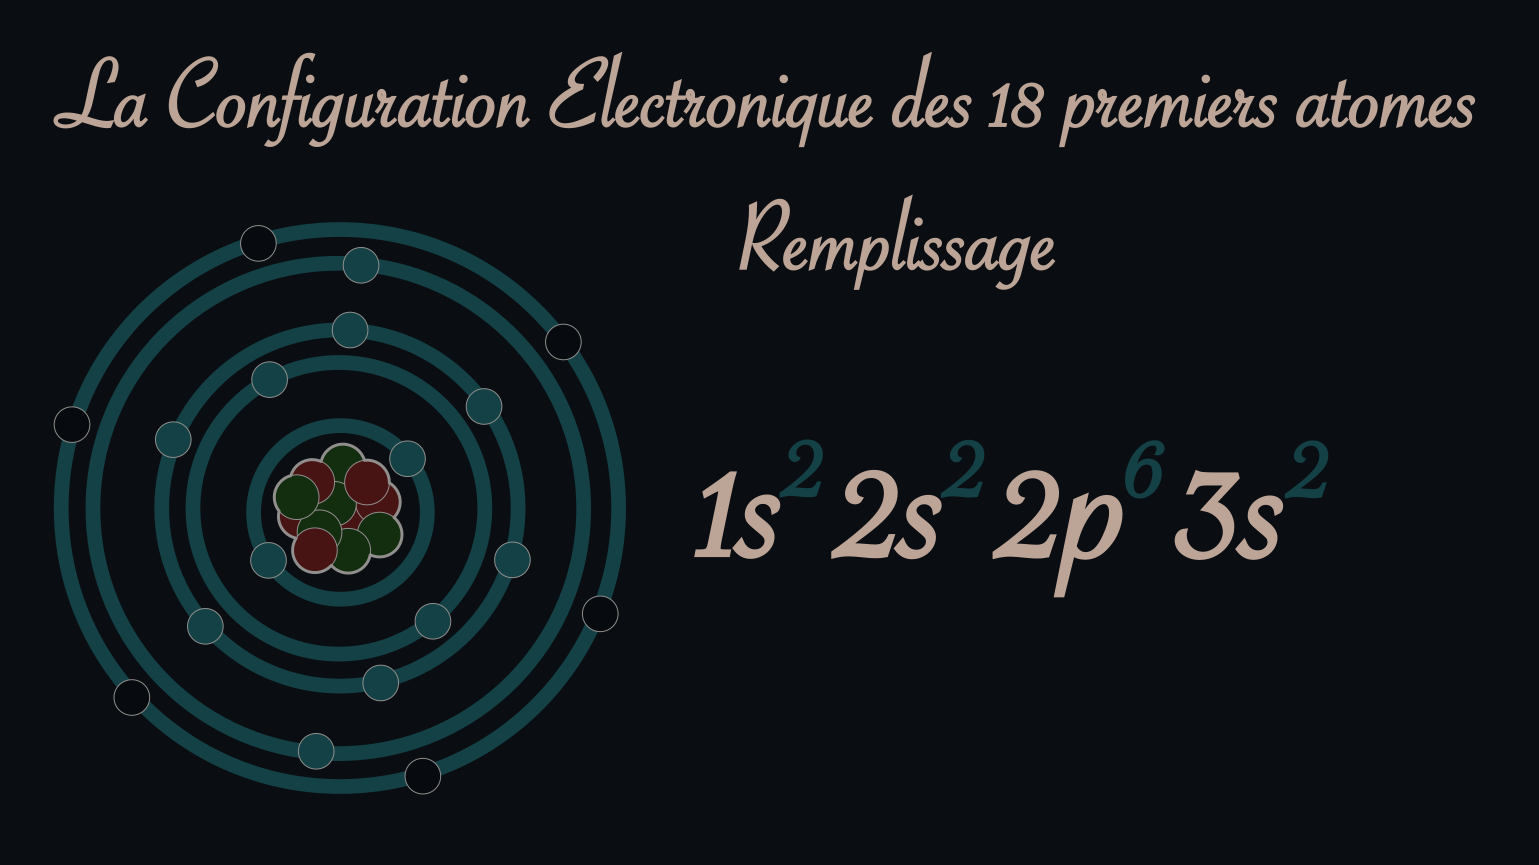 La Configuration Electronique des 18 premiers atomes
Remplissage
1s² 2s² 2p⁶ 3s²